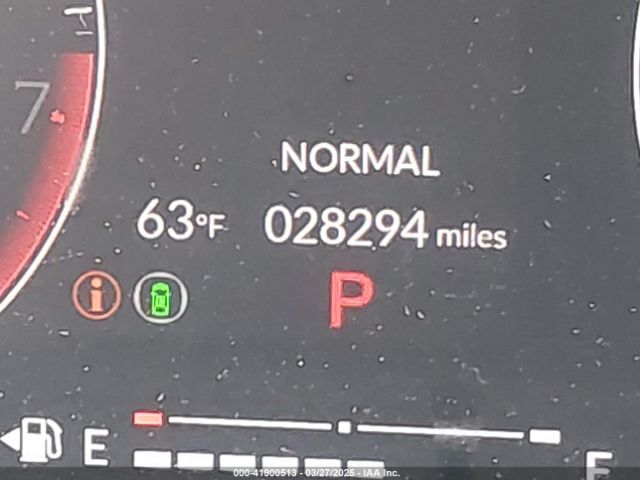 7
NORMAL
63°F 028294 miles
i
P
E F
000-41900513 - 03/27/2025 - IAA Inc.